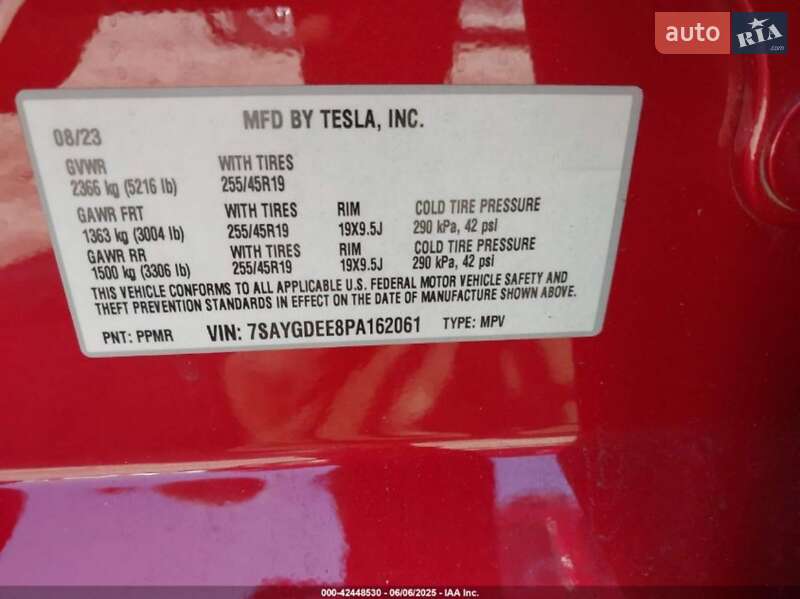 auto RIA.com
MFD BY TESLA, INC.
08/23
GVWR WITH TIRES
2366 kg (5216 lb) 255/45R19
GAWR FRT WITH TIRES RIM COLD TIRE PRESSURE
1363 kg (3004 lb) 255/45R19 19X9.5J 290 kPa, 42 psi
GAWR RR WITH TIRES RIM COLD TIRE PRESSURE
1500 kg (3306 lb) 255/45R19 19X9.5J 290 kPa, 42 psi
THIS VEHICLE CONFORMS TO ALL APPLICABLE U.S. FEDERAL MOTOR VEHICLE SAFETY AND
THEFT PREVENTION STANDARDS IN EFFECT ON THE DATE OF MANUFACTURE SHOWN ABOVE.
PNT: PPMR VIN: 7SAYGDEE8PA162061 TYPE: MPV
000-42448530 - 06/06/2025 - IAA Inc.